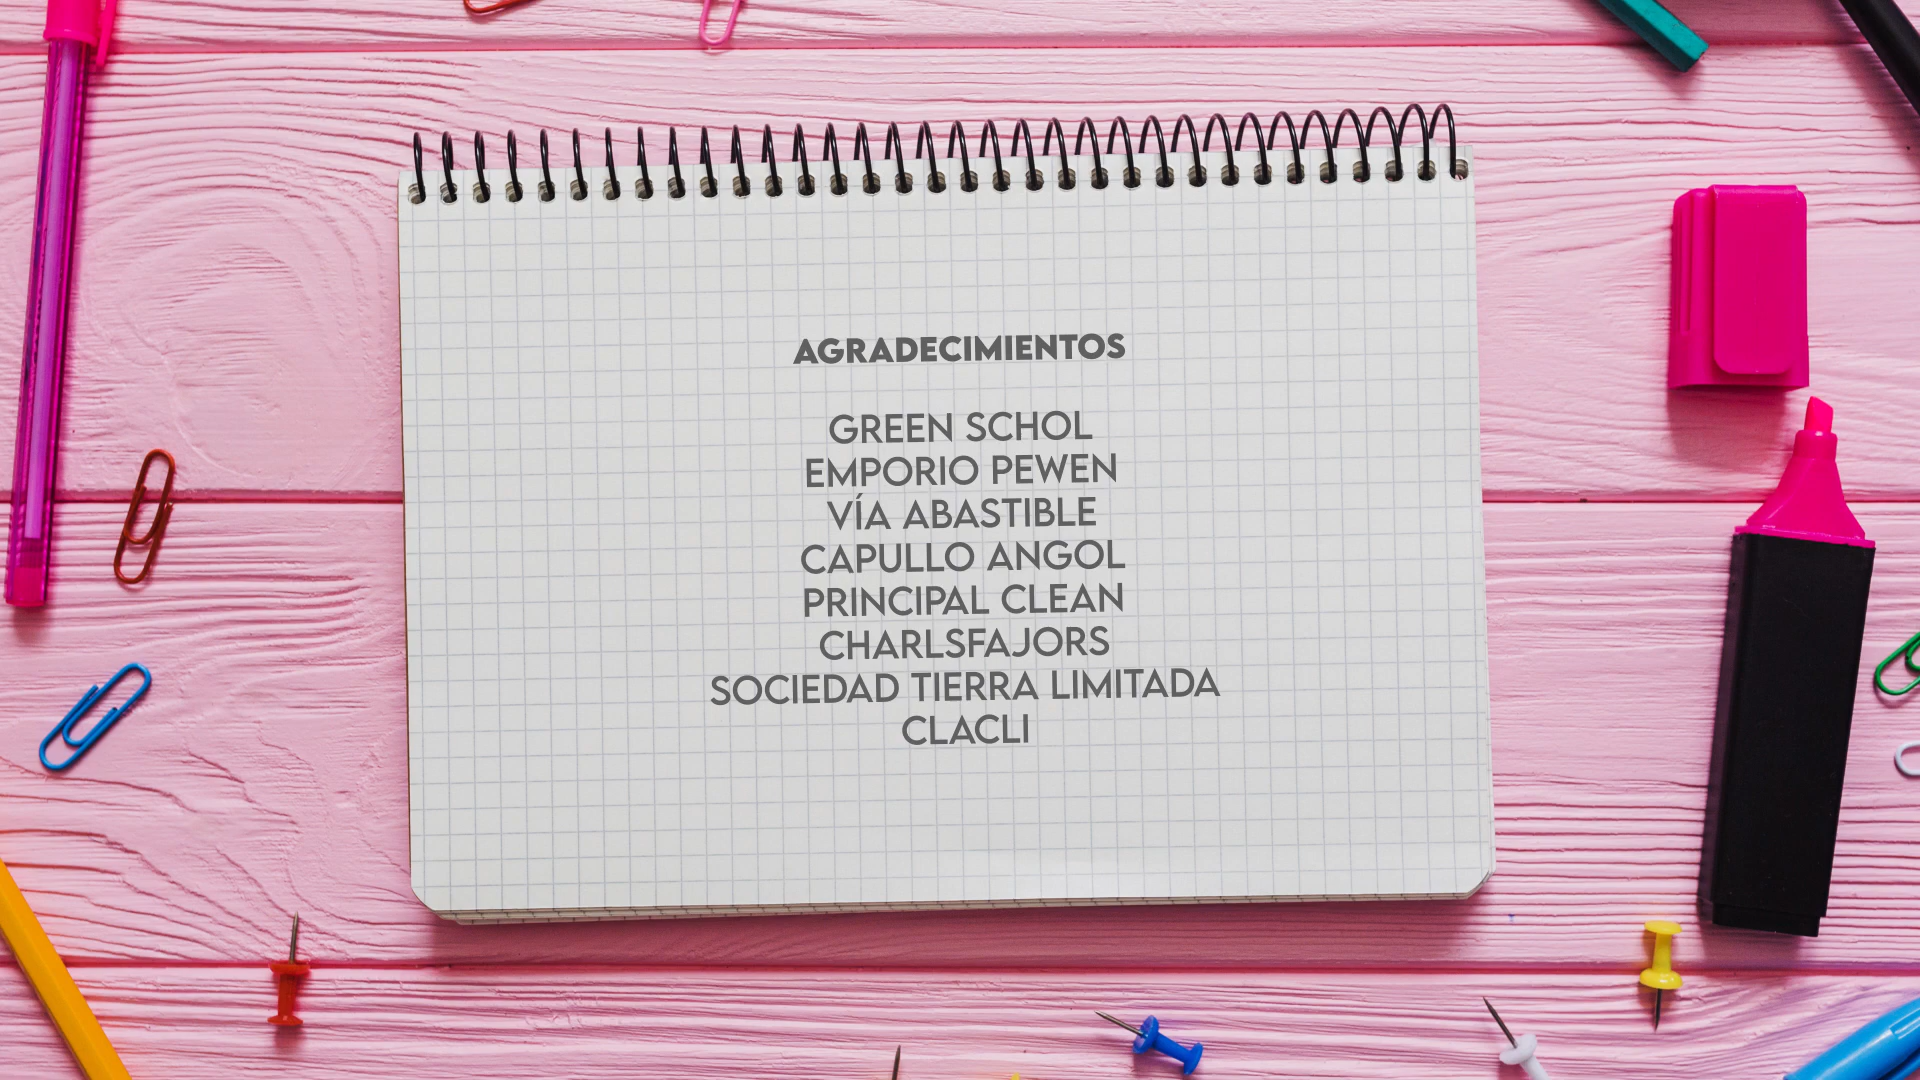 AGRADECIMIENTOS
GREEN SCHOL
EMPORIO PEWEN
VÍA ABASTIBLE
CAPULLO ANGOL
PRINCIPAL CLEAN
CHARLSFAJORS
SOCIEDAD TIERRA LIMITADA
CLACLI